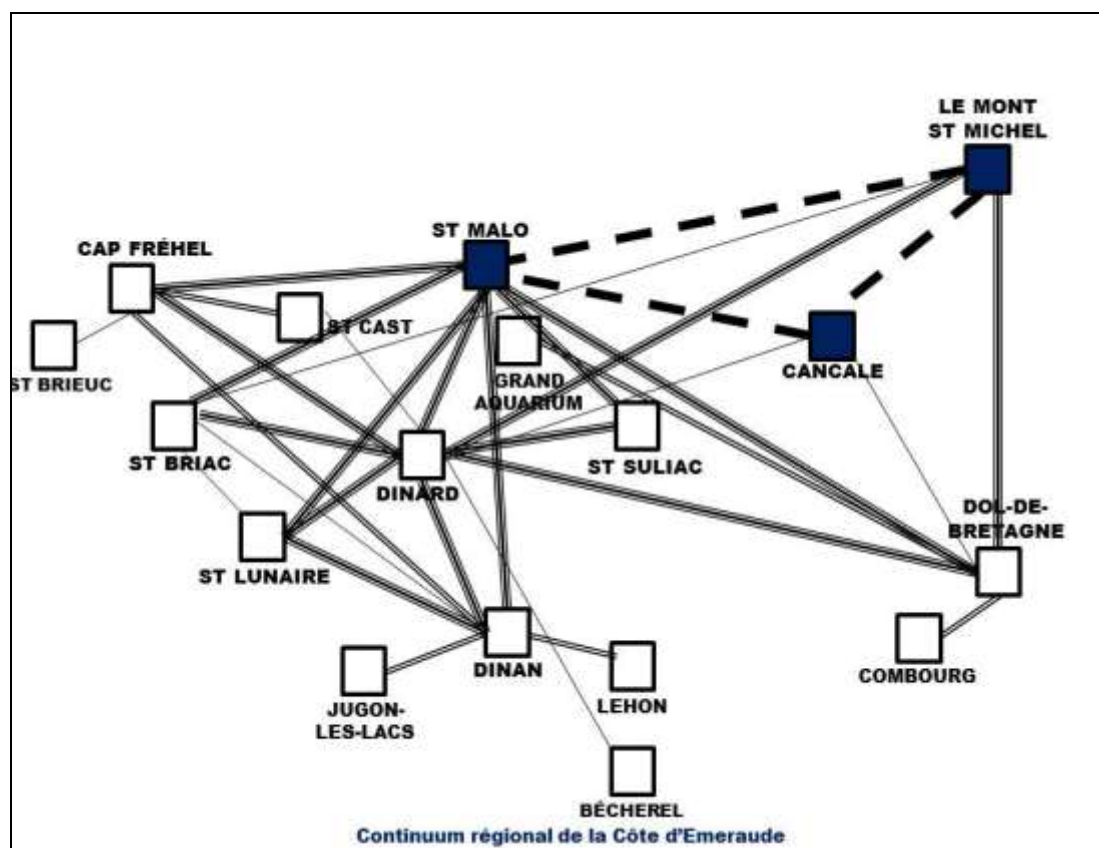 LE MONT
ST MICHEL
ST MALO
CAP FRÉHEL
ST CAST
ST BRIEUC
GRAND
AQUARIUM
CANCALE
ST BRIAC
DINARD
ST SULIAC
DOL-DE-
BRETAGNE
ST LUNAIRE
DINAN
COMBOURG
LEHON
JUGON-
LES-LACS
BÉCHEREL
Continuum régional de la Côte d'Emeraude